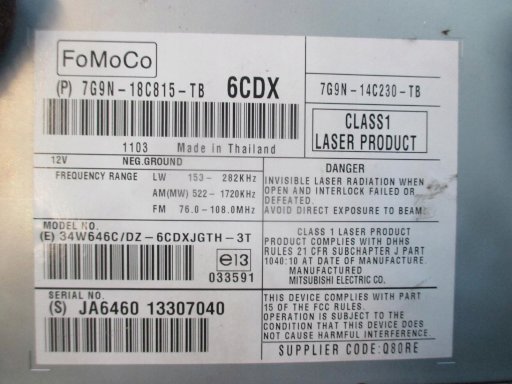 FoMoCo
(P) 7G9N-18C815-TB 6CDX
7G9N-14C230-TB
CLASS1
LASER PRODUCT
1103 Made in Thailand
12V NEG.GROUND
FREQUENCY RANGE LW 153- 282KHz
AM(MW) 522-1720KHz
FM 76.0-108.0MHz
DANGER
INVISIBLE LASER RADIATION WHEN
OPEN AND INTERLOCK FAILED OR
DEFEATED.
AVOID DIRECT EXPOSURE TO BEAM
MODEL NO.
(E) 34W646C/DZ-6CDXJGTH-3T
e13
033591
CLASS 1 LASER PRODUCT
PRODUCT COMPLIES WITH DHHS
RULES 21 CFR SUBCHAPTER J PART
1040:10 AT DATE OF MANUFACTURE.
MANUFACTURED
MITSUBISHI ELECTRIC CO.
SERIAL NO.
(S) JA6460 13307040
THIS DEVICE COMPLIES WITH PART
15 OF THE FCC RULES.
OPERATION IS SUBJECT TO THE
CONDITION THAT THIS DEVICE DOES
NOT CAUSE HARMFUL INTERFERENCE.
SUPPLIER CODE:Q80RE